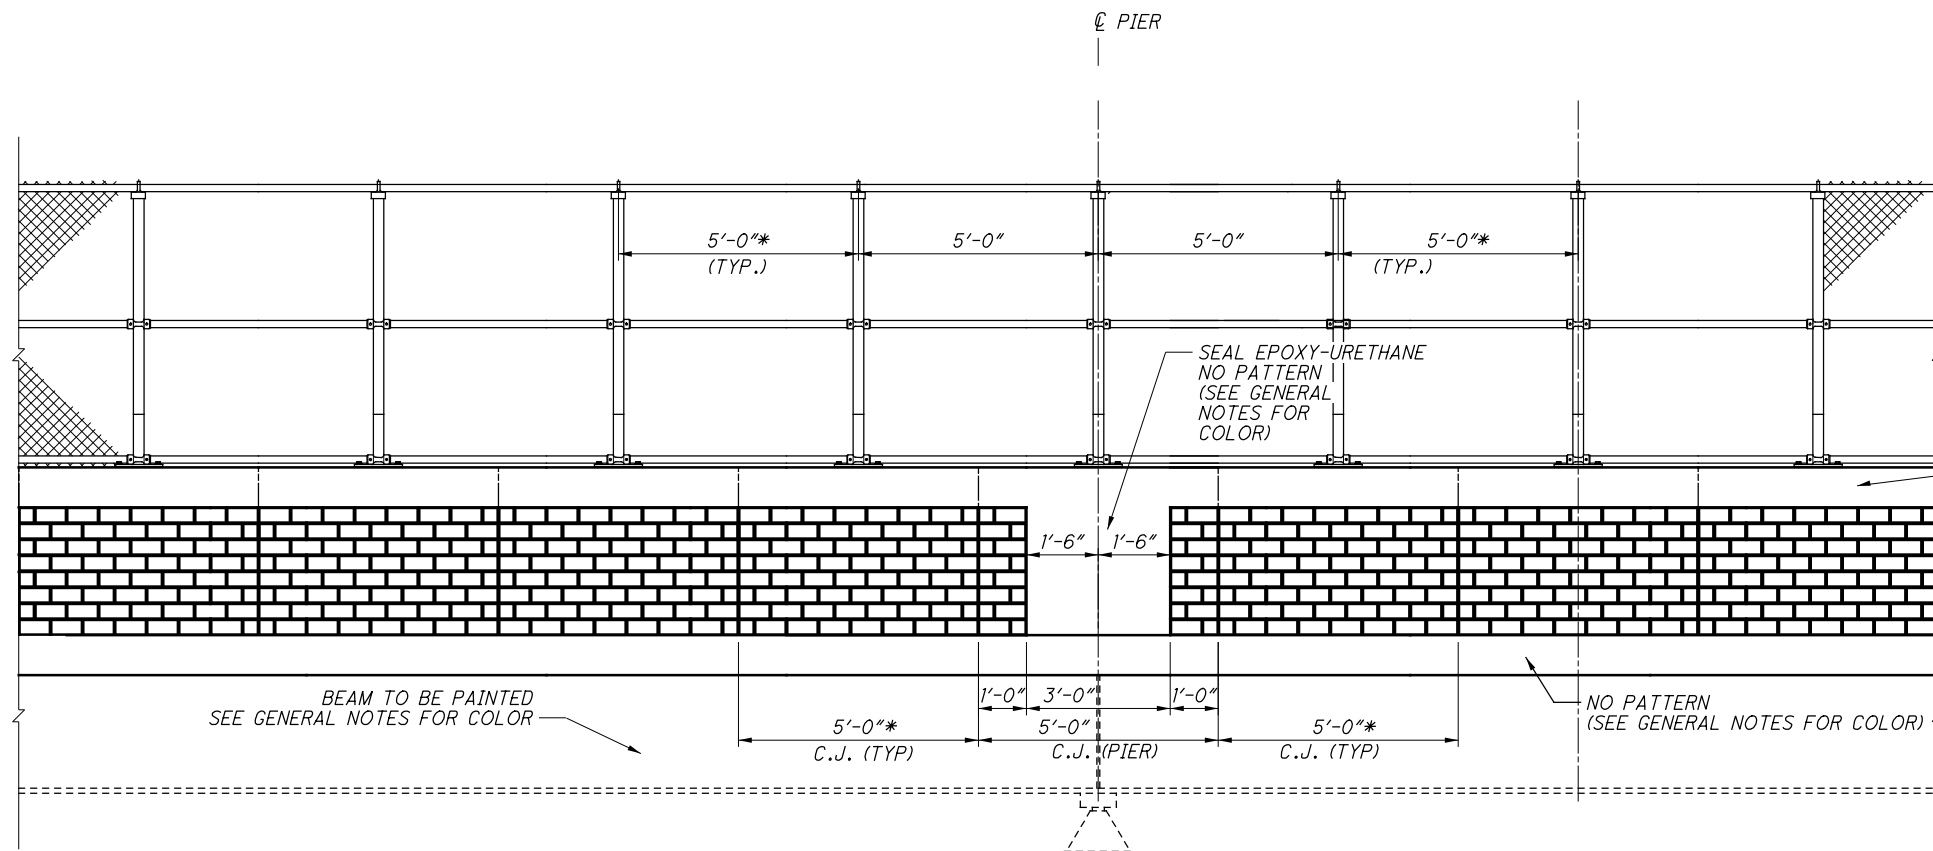 ℄ PIER
5'-0"*
(TYP.)
5'-0"
5'-0"
5'-0"*
(TYP.)
SEAL EPOXY-URETHANE
NO PATTERN
(SEE GENERAL
NOTES FOR
COLOR)
1'-6"
1'-6"
BEAM TO BE PAINTED
SEE GENERAL NOTES FOR COLOR
1'-0"
3'-0"
1'-0"
NO PATTERN
(SEE GENERAL NOTES FOR COLOR)
5'-0"*
C.J. (TYP)
5'-0"
C.J. (PIER)
5'-0"*
C.J. (TYP)